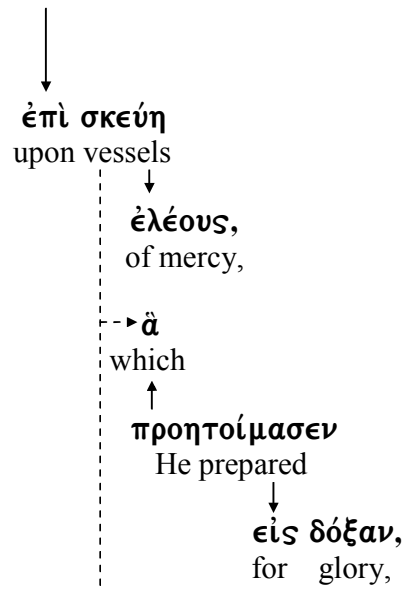 ἐπὶ σκεύη
upon vessels
ἐλέους,
of mercy,
ἃ
which
προητοίμασεν
He prepared
εἰς δόξαν,
for glory,